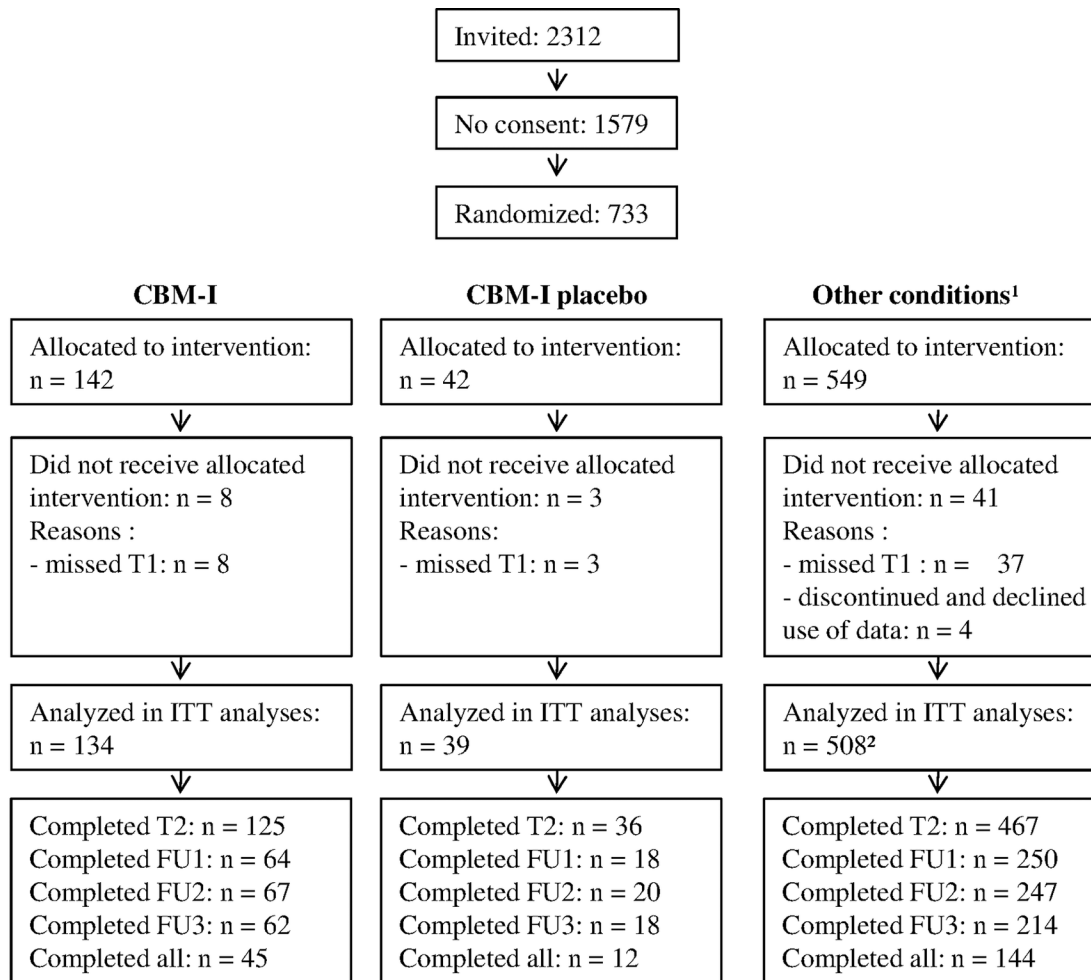 Invited: 2312
No consent: 1579
Randomized: 733
CBM-I
Allocated to intervention:
n = 142
Did not receive allocated
intervention: n = 8
Reasons :
- missed T1: n = 8
Analyzed in ITT analyses:
n = 134
Completed T2: n = 125
Completed FU1: n = 64
Completed FU2: n = 67
Completed FU3: n = 62
Completed all: n = 45
CBM-I placebo
Allocated to intervention:
n = 42
Did not receive allocated
intervention: n = 3
Reasons:
- missed T1: n = 3
Analyzed in ITT analyses:
n = 39
Completed T2: n = 36
Completed FU1: n = 18
Completed FU2: n = 20
Completed FU3: n = 18
Completed all: n = 12
Other conditions¹
Allocated to intervention:
n = 549
Did not receive allocated
intervention: n = 41
Reasons :
- missed T1 : n = 37
- discontinued and declined
use of data: n = 4
Analyzed in ITT analyses:
n = 508²
Completed T2: n = 467
Completed FU1: n = 250
Completed FU2: n = 247
Completed FU3: n = 214
Completed all: n = 144